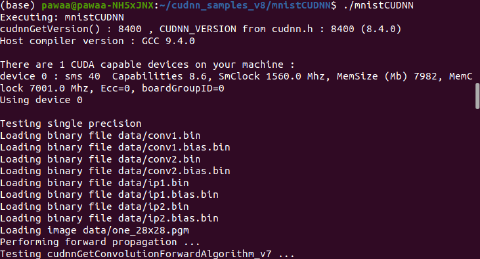 (base) pawaa@pawaa-NH5xJNX:~/cudnn_samples_v8/mnistCUDNN$ ./mnistCUDNN
Executing: mnistCUDNN
cudnnGetVersion() : 8400 , CUDNN_VERSION from cudnn.h : 8400 (8.4.0)
Host compiler version : GCC 9.4.0

There are 1 CUDA capable devices on your machine :
device 0 : sms 40  Capabilities 8.6, SmClock 1560.0 Mhz, MemSize (Mb) 7982, MemC
lock 7001.0 Mhz, Ecc=0, boardGroupID=0
Using device 0

Testing single precision
Loading binary file data/conv1.bin
Loading binary file data/conv1.bias.bin
Loading binary file data/conv2.bin
Loading binary file data/conv2.bias.bin
Loading binary file data/ip1.bin
Loading binary file data/ip1.bias.bin
Loading binary file data/ip2.bin
Loading binary file data/ip2.bias.bin
Loading image data/one_28x28.pgm
Performing forward propagation ...
Testing cudnnGetConvolutionForwardAlgorithm_v7 ...